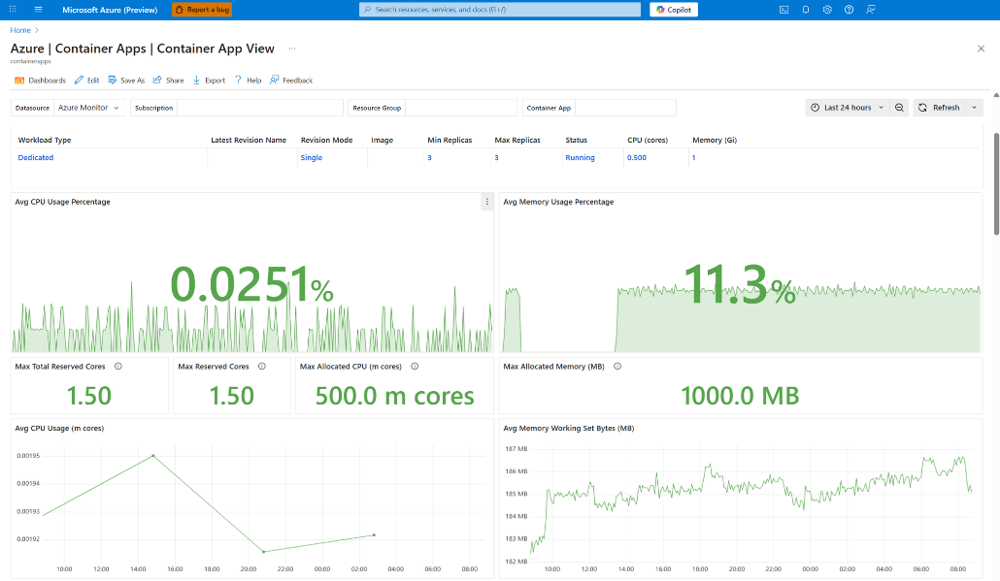 Microsoft Azure (Preview) Report a bug Search resources, services, and docs (G+/) Copilot
Home >
Azure | Container Apps | Container App View ...
containerapps
Dashboards Edit Save As Share Export ? Help Feedback
Datasource Azure Monitor Subscription Resource Group Container App Last 24 hours Refresh
Workload Type Latest Revision Name Revision Mode Image Min Replicas Max Replicas Status CPU (cores) Memory (Gi)
Dedicated Single 3 3 Running 0.500 1
Avg CPU Usage Percentage
0.0251%
Avg Memory Usage Percentage
11.3%
Max Total Reserved Cores
1.50
Max Reserved Cores
1.50
Max Allocated CPU (m cores)
500.0 m cores
Max Allocated Memory (MB)
1000.0 MB
Avg CPU Usage (m cores)
0.00195
0.00194
0.00193
0.00192
10:00 12:00 14:00 16:00 18:00 20:00 22:00 00:00 02:00 04:00 06:00 08:00
Avg Memory Working Set Bytes (MB)
187 MB
186 MB
185 MB
184 MB
183 MB
182 MB
10:00 12:00 14:00 16:00 18:00 20:00 22:00 00:00 02:00 04:00 06:00 08:00